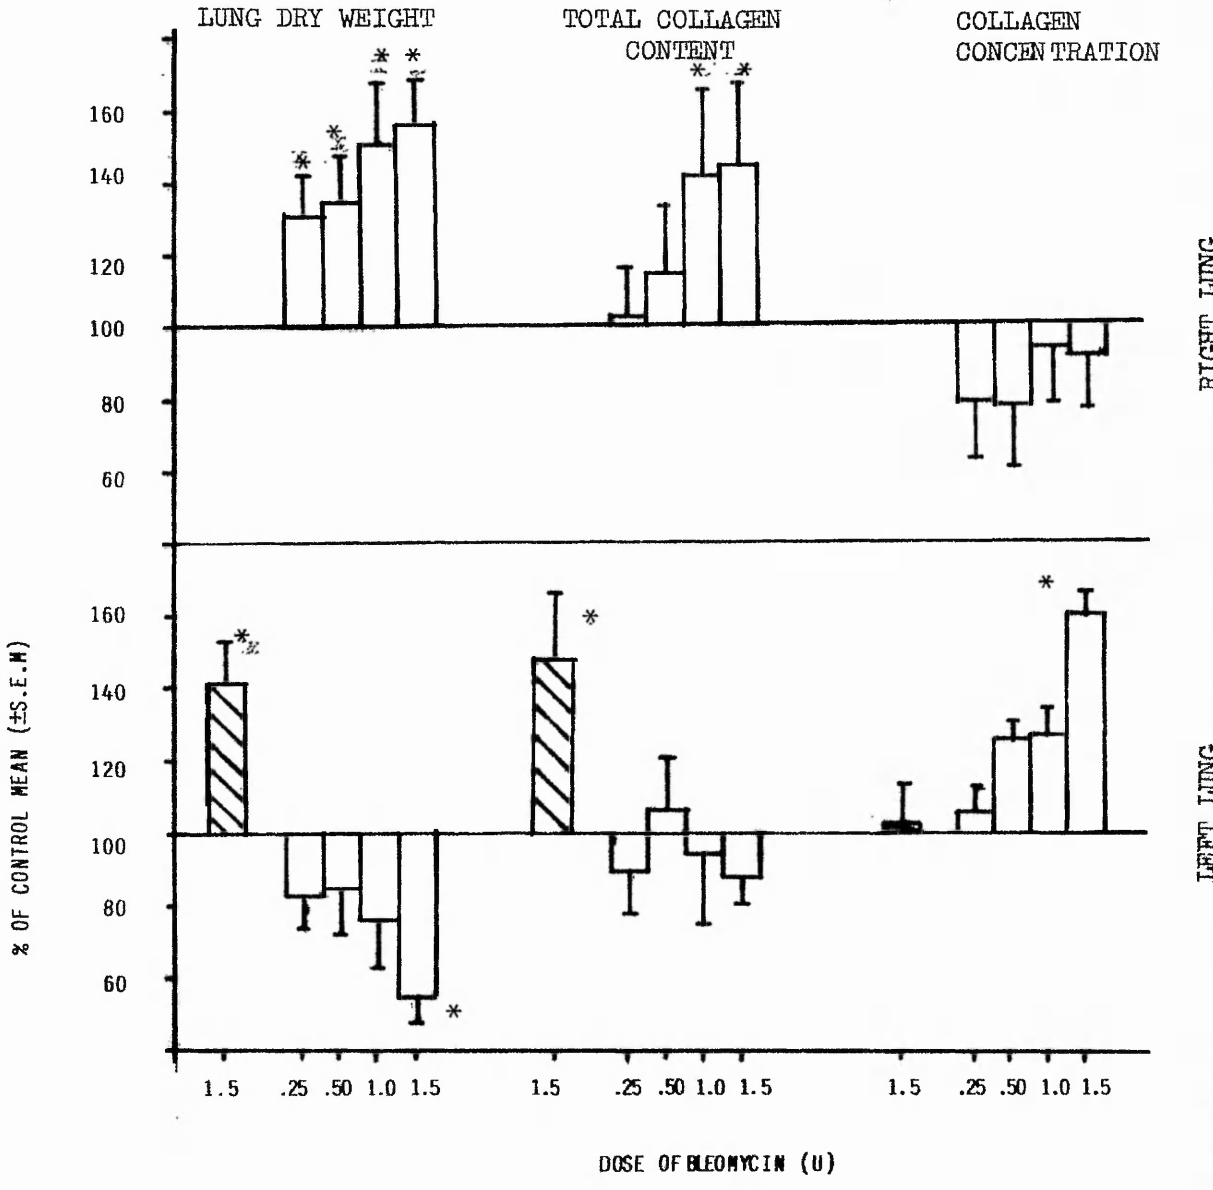 LUNG DRY WEIGHT
TOTAL COLLAGEN
CONTENT
COLLAGEN
CONCENTRATION
* * * *
* *
160
140
120
100
80
60
RIGHT LUNG
% OF CONTROL MEAN (±S.E.M)
160
140
120
100
80
60
*
*
*
*
LEFT LUNG
1.5 .25 .50 1.0 1.5 1.5 .25 .50 1.0 1.5 1.5 .25 .50 1.0 1.5
DOSE OF BLEOMYCIN (U)